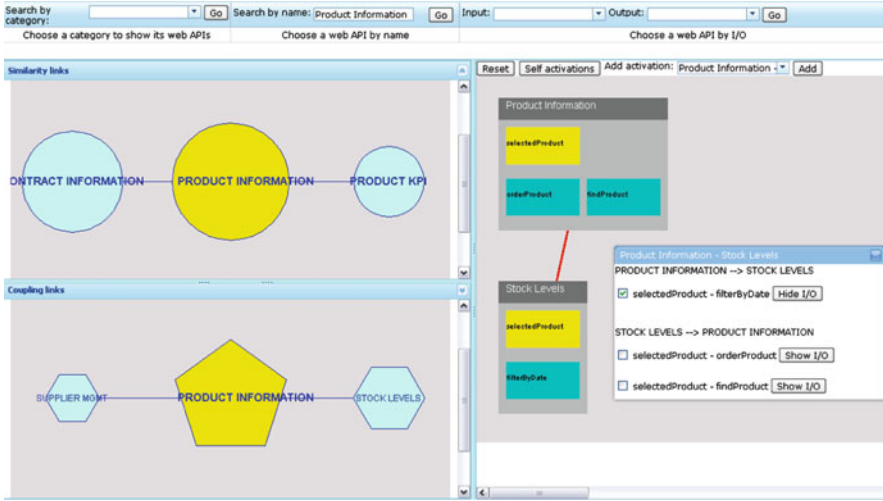 Search by category: Go Search by name: Product Information Go Input: Output: Go
Choose a category to show its web APIs Choose a web API by name Choose a web API by I/O
Similarity links
ONTRACT INFORMATION PRODUCT INFORMATION PRODUCT KPI
Coupling links
SUPPLIER MGMT PRODUCT INFORMATION STOCK LEVELS
Reset Self activations Add activation: Product Information - Add
Product Information
selectedProduct
orderProduct findProduct
Stock Levels
selectedProduct
filterByDate
Product Information - Stock Levels
PRODUCT INFORMATION --> STOCK LEVELS
selectedProduct - filterByDate Hide I/O
STOCK LEVELS --> PRODUCT INFORMATION
selectedProduct - orderProduct Show I/O
selectedProduct - findProduct Show I/O